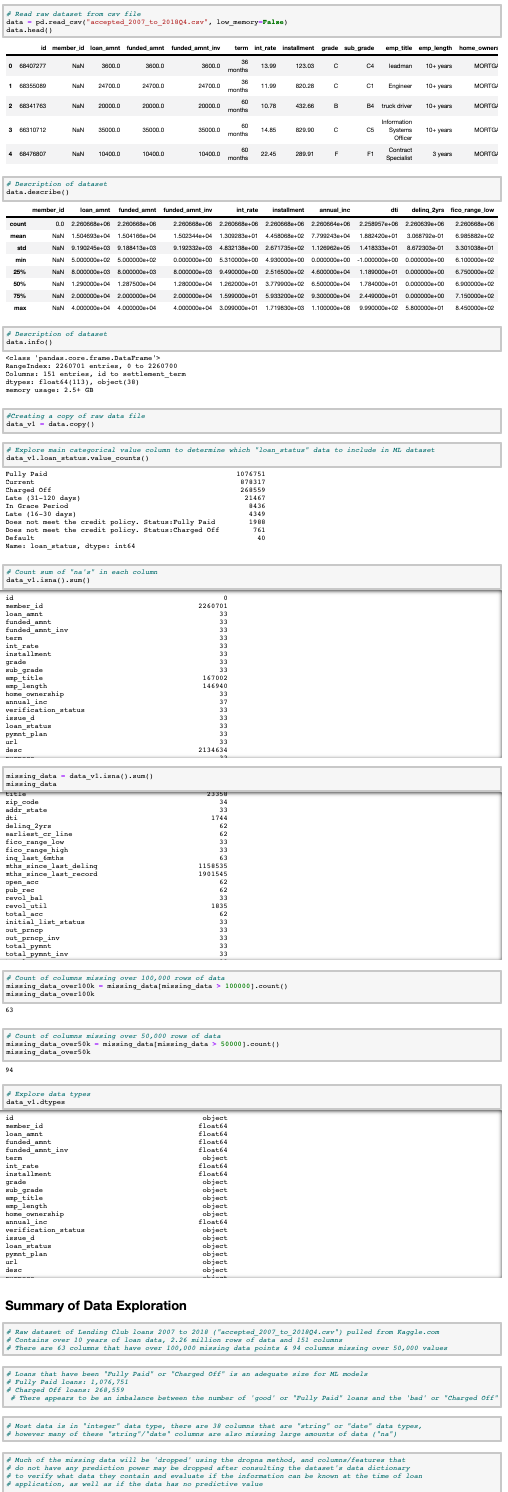 # Read raw dataset from csv file
data = pd.read_csv("accepted_2007_to_2018Q4.csv", low_memory=False)
data.head()
id member_id loan_amnt funded_amnt funded_amnt_inv term int_rate installment grade sub_grade emp_title emp_length home_owners
0 68407277 NaN 3600.0 3600.0 3600.0 36 months 13.99 123.03 C C4 leadman 10+ years MORTGA
1 68355089 NaN 24700.0 24700.0 24700.0 36 months 11.99 820.28 C C1 Engineer 10+ years MORTGA
2 68341763 NaN 20000.0 20000.0 20000.0 60 months 10.78 432.66 B B4 truck driver 10+ years MORTGA
3 66310712 NaN 35000.0 35000.0 35000.0 60 months 14.85 829.90 C C5 Information Systems Officer 10+ years MORTGA
4 68476807 NaN 10400.0 10400.0 10400.0 60 months 22.45 289.91 F F1 Contract Specialist 3 years MORTGA
# Description of dataset
data.describe()
member_id loan_amnt funded_amnt funded_amnt_inv int_rate installment annual_inc dti delinq_2yrs fico_range_low
count 0.0 2.260668e+06 2.260668e+06 2.260668e+06 2.260668e+06 2.260668e+06 2.260664e+06 2.258957e+06 2.260639e+06 2.260668e+06
mean NaN 1.504693e+04 1.504166e+04 1.502344e+04 1.309283e+01 4.458068e+02 7.799243e+04 1.882420e+01 3.068792e-01 6.985882e+02
std NaN 9.190245e+03 9.188413e+03 9.192332e+03 4.832138e+00 2.671735e+02 1.126962e+05 1.418333e+01 8.672303e-01 3.301038e+01
min NaN 5.000000e+02 5.000000e+02 0.000000e+00 5.310000e+00 4.930000e+00 0.000000e+00 -1.000000e+00 0.000000e+00 6.100000e+02
25% NaN 8.000000e+03 8.000000e+03 8.000000e+03 9.490000e+00 2.516500e+02 4.600000e+04 1.189000e+01 0.000000e+00 6.750000e+02
50% NaN 1.290000e+04 1.287500e+04 1.280000e+04 1.262000e+01 3.779900e+02 6.500000e+04 1.784000e+01 0.000000e+00 6.900000e+02
75% NaN 2.000000e+04 2.000000e+04 2.000000e+04 1.599000e+01 5.933200e+02 9.300000e+04 2.449000e+01 0.000000e+00 7.150000e+02
max NaN 4.000000e+04 4.000000e+04 4.000000e+04 3.099000e+01 1.719830e+03 1.100000e+08 9.990000e+02 5.800000e+01 8.450000e+02
# Description of dataset
data.info()
<class 'pandas.core.frame.DataFrame'>
RangeIndex: 2260701 entries, 0 to 2260700
Columns: 151 entries, id to settlement_term
dtypes: float64(113), object(38)
memory usage: 2.5+ GB
#Creating a copy of raw data file
data_v1 = data.copy()
# Explore main categorical value column to determine which "loan_status" data to include in ML dataset
data_v1.loan_status.value_counts()
Fully Paid 1076751
Current 878317
Charged Off 268559
Late (31-120 days) 21467
In Grace Period 8436
Late (16-30 days) 4349
Does not meet the credit policy. Status:Fully Paid 1988
Does not meet the credit policy. Status:Charged Off 761
Default 40
Name: loan_status, dtype: int64
# Count sum of "na's" in each column
data_v1.isna().sum()
id 0
member_id 2260701
loan_amnt 33
funded_amnt 33
funded_amnt_inv 33
term 33
int_rate 33
installment 33
grade 33
sub_grade 33
emp_title 167002
emp_length 146940
home_ownership 33
annual_inc 37
verification_status 33
issue_d 33
loan_status 33
pymnt_plan 33
url 33
desc 2134634
missing_data = data_v1.isna().sum()
missing_data
title 23358
zip_code 34
addr_state 33
dti 1744
delinq_2yrs 62
earliest_cr_line 62
fico_range_low 33
fico_range_high 33
inq_last_6mths 63
mths_since_last_delinq 1158535
mths_since_last_record 1901545
open_acc 62
pub_rec 62
revol_bal 33
revol_util 1835
total_acc 62
initial_list_status 33
out_prncp 33
out_prncp_inv 33
total_pymnt 33
total_pymnt_inv 33
# Count of columns missing over 100,000 rows of data
missing_data_over100k = missing_data[missing_data > 100000].count()
missing_data_over100k
63
# Count of columns missing over 50,000 rows of data
missing_data_over50k = missing_data[missing_data > 50000].count()
missing_data_over50k
94
# Explore data types
data_v1.dtypes
id object
member_id float64
loan_amnt float64
funded_amnt float64
funded_amnt_inv float64
term object
int_rate float64
installment float64
grade object
sub_grade object
emp_title object
emp_length object
home_ownership object
annual_inc float64
verification_status object
issue_d object
loan_status object
pymnt_plan object
url object
desc object
Summary of Data Exploration
# Raw dataset of Lending Club loans 2007 to 2018 ("accepted_2007_to_2018Q4.csv") pulled from Kaggle.com
# Contains over 10 years of loan data, 2.26 million rows of data and 151 columns
# There are 63 columns that have over 100,000 missing data points & 94 columns missing over 50,000 values
# Loans that have been "Fully Paid" or "Charged Off" is an adequate size for ML models
# Fully Paid loans: 1,076,751
# Charged Off loans: 268,559
# There appears to be an imbalance between the number of 'good' or "Fully Paid" loans and the 'bad' or "Charged Off"
# Most data is in "integer" data type, there are 38 columns that are "string" or "date" data types,
# however many of these "string"/"date" columns are also missing large amounts of data ("na")
# Much of the missing data will be 'dropped' using the dropna method, and columns/features that
# do not have any prediction power may be dropped after consulting the dataset's data dictionary
# to verify what data they contain and evaluate if the information can be known at the time of loan
# application, as well as if the data has no predictive value